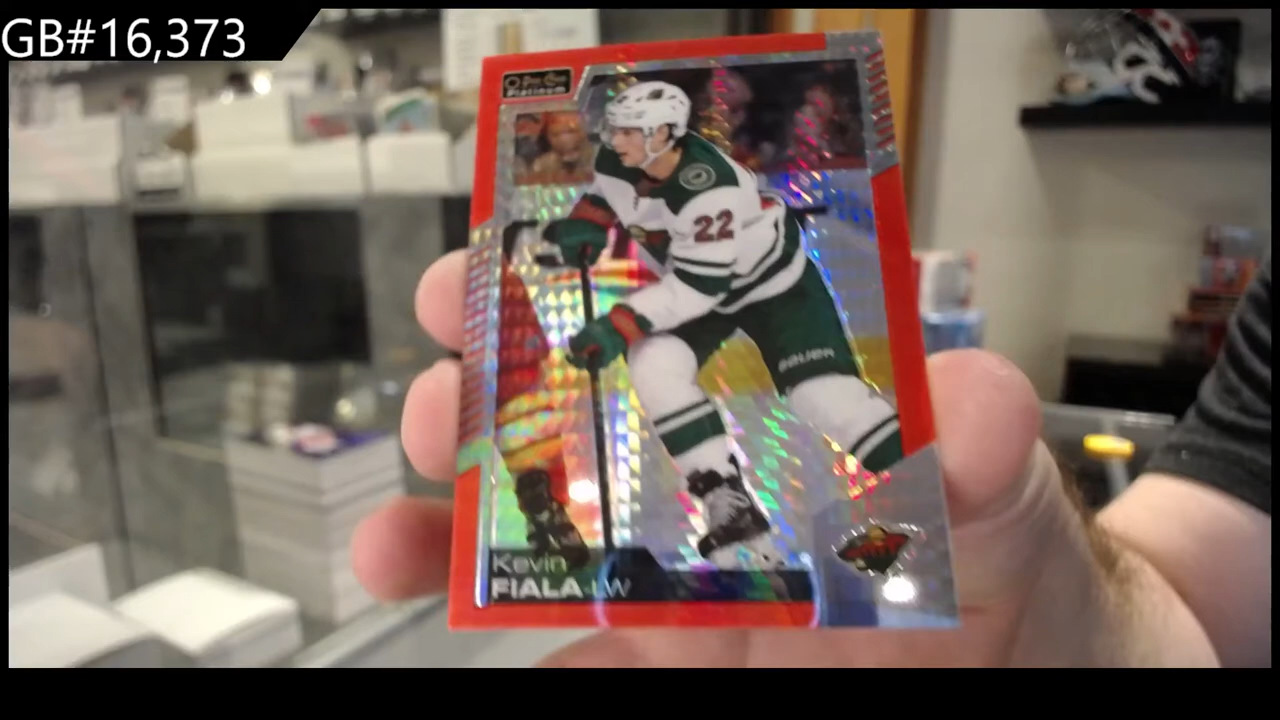 GB#16,373
O-Pee-Chee
Platinum
22
Bauer
Kevin
FIALA-LW